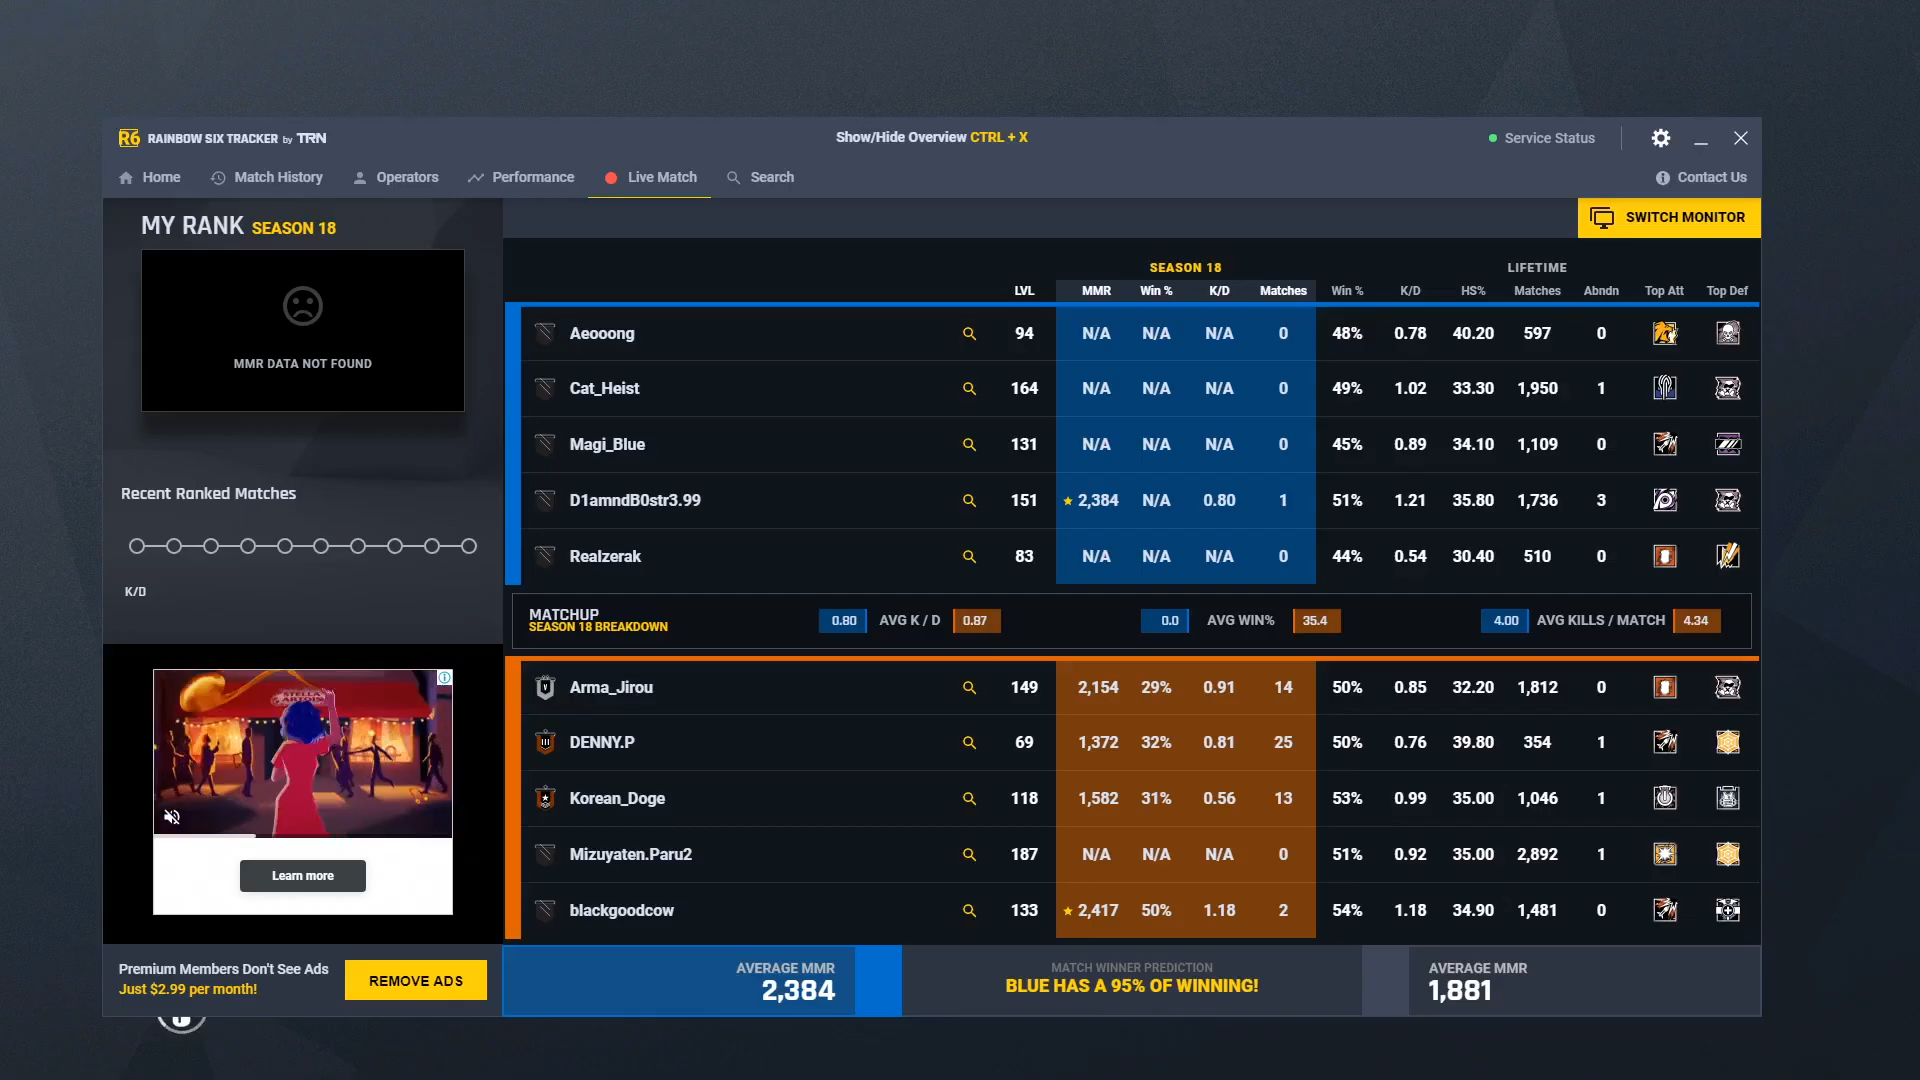 R6 RAINBOW SIX TRACKER by TRN
Show/Hide Overview CTRL + X
Service Status
Home Match History Operators Performance Live Match Search
Contact Us
MY RANK SEASON 18
SWITCH MONITOR
MMR DATA NOT FOUND
Recent Ranked Matches
K/D
SEASON 18 LIFETIME
LVL MMR Win % K/D Matches Win % K/D HS% Matches Abndn Top Att Top Def
Aeooong 94 N/A N/A N/A 0 48% 0.78 40.20 597 0
Cat_Heist 164 N/A N/A N/A 0 49% 1.02 33.30 1,950 1
Magi_Blue 131 N/A N/A N/A 0 45% 0.89 34.10 1,109 0
D1amndB0str3.99 151 2,384 N/A 0.80 1 51% 1.21 35.80 1,736 3
Realzerak 83 N/A N/A N/A 0 44% 0.54 30.40 510 0
MATCHUP
SEASON 18 BREAKDOWN
0.80 AVG K / D 0.87 0.0 AVG WIN% 35.4 4.00 AVG KILLS / MATCH 4.34
Arma_Jirou 149 2,154 29% 0.91 14 50% 0.85 32.20 1,812 0
DENNY.P 69 1,372 32% 0.81 25 50% 0.76 39.80 354 1
Korean_Doge 118 1,582 31% 0.56 13 53% 0.99 35.00 1,046 1
Mizuyaten.Paru2 187 N/A N/A N/A 0 51% 0.92 35.00 2,892 1
blackgoodcow 133 2,417 50% 1.18 2 54% 1.18 34.90 1,481 0
Learn more
Premium Members Don't See Ads
Just $2.99 per month!
REMOVE ADS
AVERAGE MMR
2,384
MATCH WINNER PREDICTION
BLUE HAS A 95% OF WINNING!
AVERAGE MMR
1,881